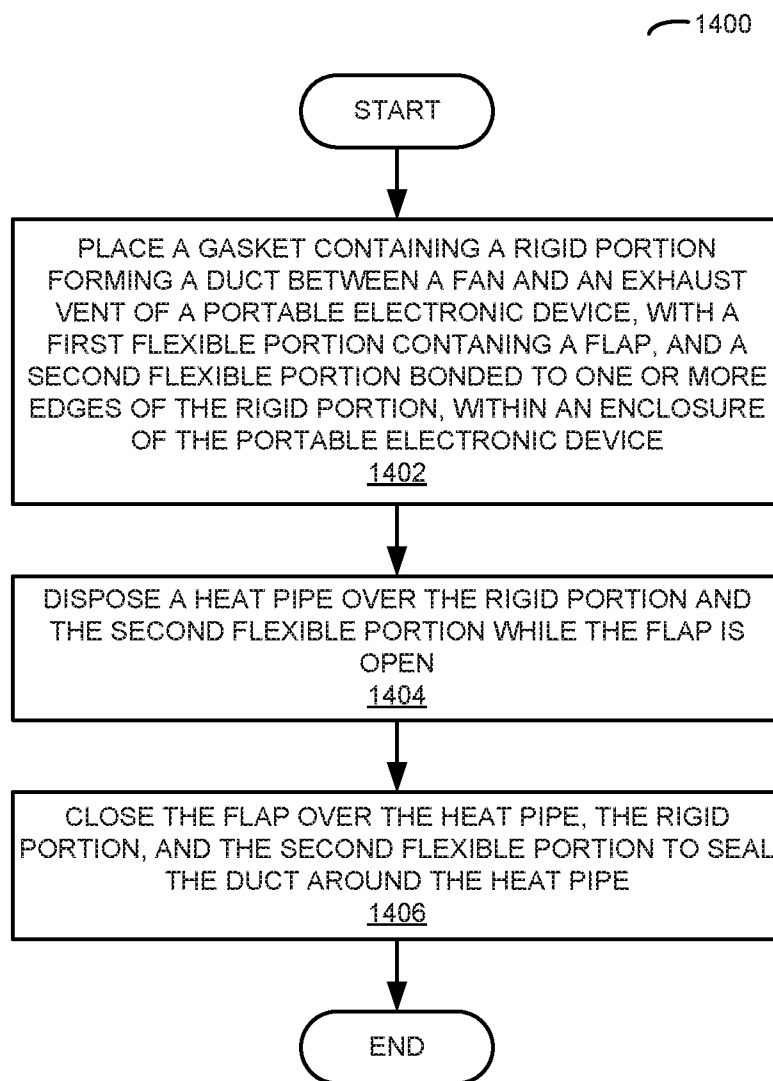 1400
START
PLACE A GASKET CONTAINING A RIGID PORTION
FORMING A DUCT BETWEEN A FAN AND AN EXHAUST
VENT OF A PORTABLE ELECTRONIC DEVICE, WITH A
FIRST FLEXIBLE PORTION CONTANING A FLAP, AND A
SECOND FLEXIBLE PORTION BONDED TO ONE OR MORE
EDGES OF THE RIGID PORTION, WITHIN AN ENCLOSURE
OF THE PORTABLE ELECTRONIC DEVICE
1402
DISPOSE A HEAT PIPE OVER THE RIGID PORTION AND
THE SECOND FLEXIBLE PORTION WHILE THE FLAP IS
OPEN
1404
CLOSE THE FLAP OVER THE HEAT PIPE, THE RIGID
PORTION, AND THE SECOND FLEXIBLE PORTION TO SEAL
THE DUCT AROUND THE HEAT PIPE
1406
END